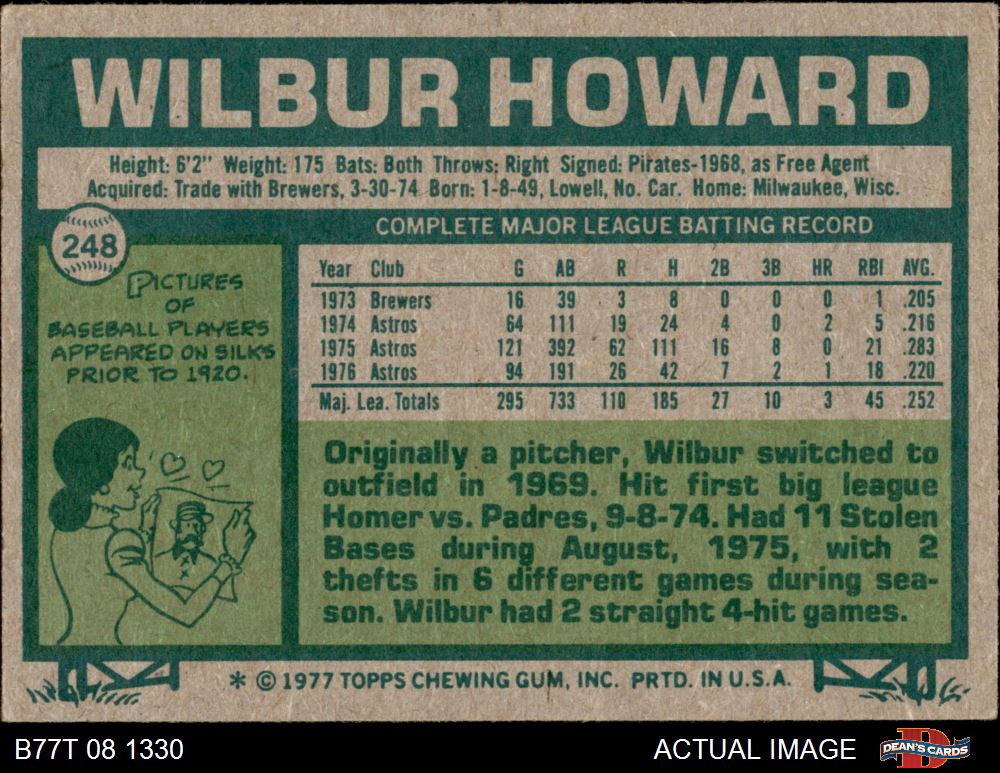 WILBUR HOWARD
Height: 6'2" Weight: 175 Bats: Both Throws: Right Signed: Pirates-1968, as Free Agent
Acquired: Trade with Brewers, 3-30-74 Born: 1-8-49, Lowell, No. Car. Home: Milwaukee, Wisc.
248
PICTURES
OF
BASEBALL PLAYERS
APPEARED ON SILKS
PRIOR TO 1920.
COMPLETE MAJOR LEAGUE BATTING RECORD
Year Club G AB R H 2B 3B HR RBI AVG.
1973 Brewers 16 39 3 8 0 0 0 1 .205
1974 Astros 64 111 19 24 4 0 2 5 .216
1975 Astros 121 392 62 111 16 8 0 21 .283
1976 Astros 94 191 26 42 7 2 1 18 .220
Maj. Lea. Totals 295 733 110 185 27 10 3 45 .252
Originally a pitcher, Wilbur switched to
outfield in 1969. Hit first big league
Homer vs. Padres, 9-8-74. Had 11 Stolen
Bases during August, 1975, with 2
thefts in 6 different games during sea-
son. Wilbur had 2 straight 4-hit games.
* © 1977 TOPPS CHEWING GUM, INC. PRTD. IN U.S.A.
B77T 08 1330
ACTUAL IMAGE
DEAN'S CARDS